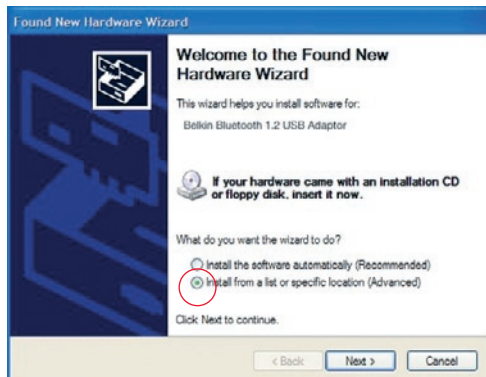 Found New Hardware Wizard
Welcome to the Found New
Hardware Wizard
This wizard helps you install software for:
Belkin Bluetooth 1.2 USB Adaptor
If your hardware came with an installation CD
or floppy disk, insert it now.
What do you want the wizard to do?
Install the software automatically (Recommended)
Install from a list or specific location (Advanced)
Click Next to continue.
< Back Next > Cancel